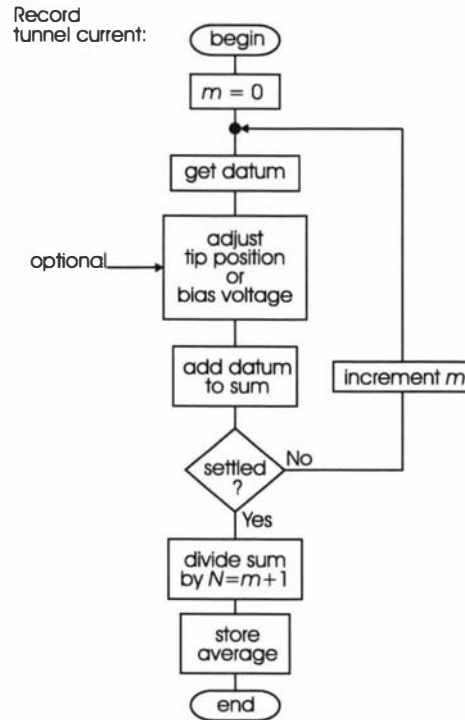 Record
tunnel current:
begin
m = 0
get datum
adjust
tip position
or
bias voltage
optional
add datum
to sum
increment m
settled
?
No
Yes
divide sum
by N=m+1
store
average
end